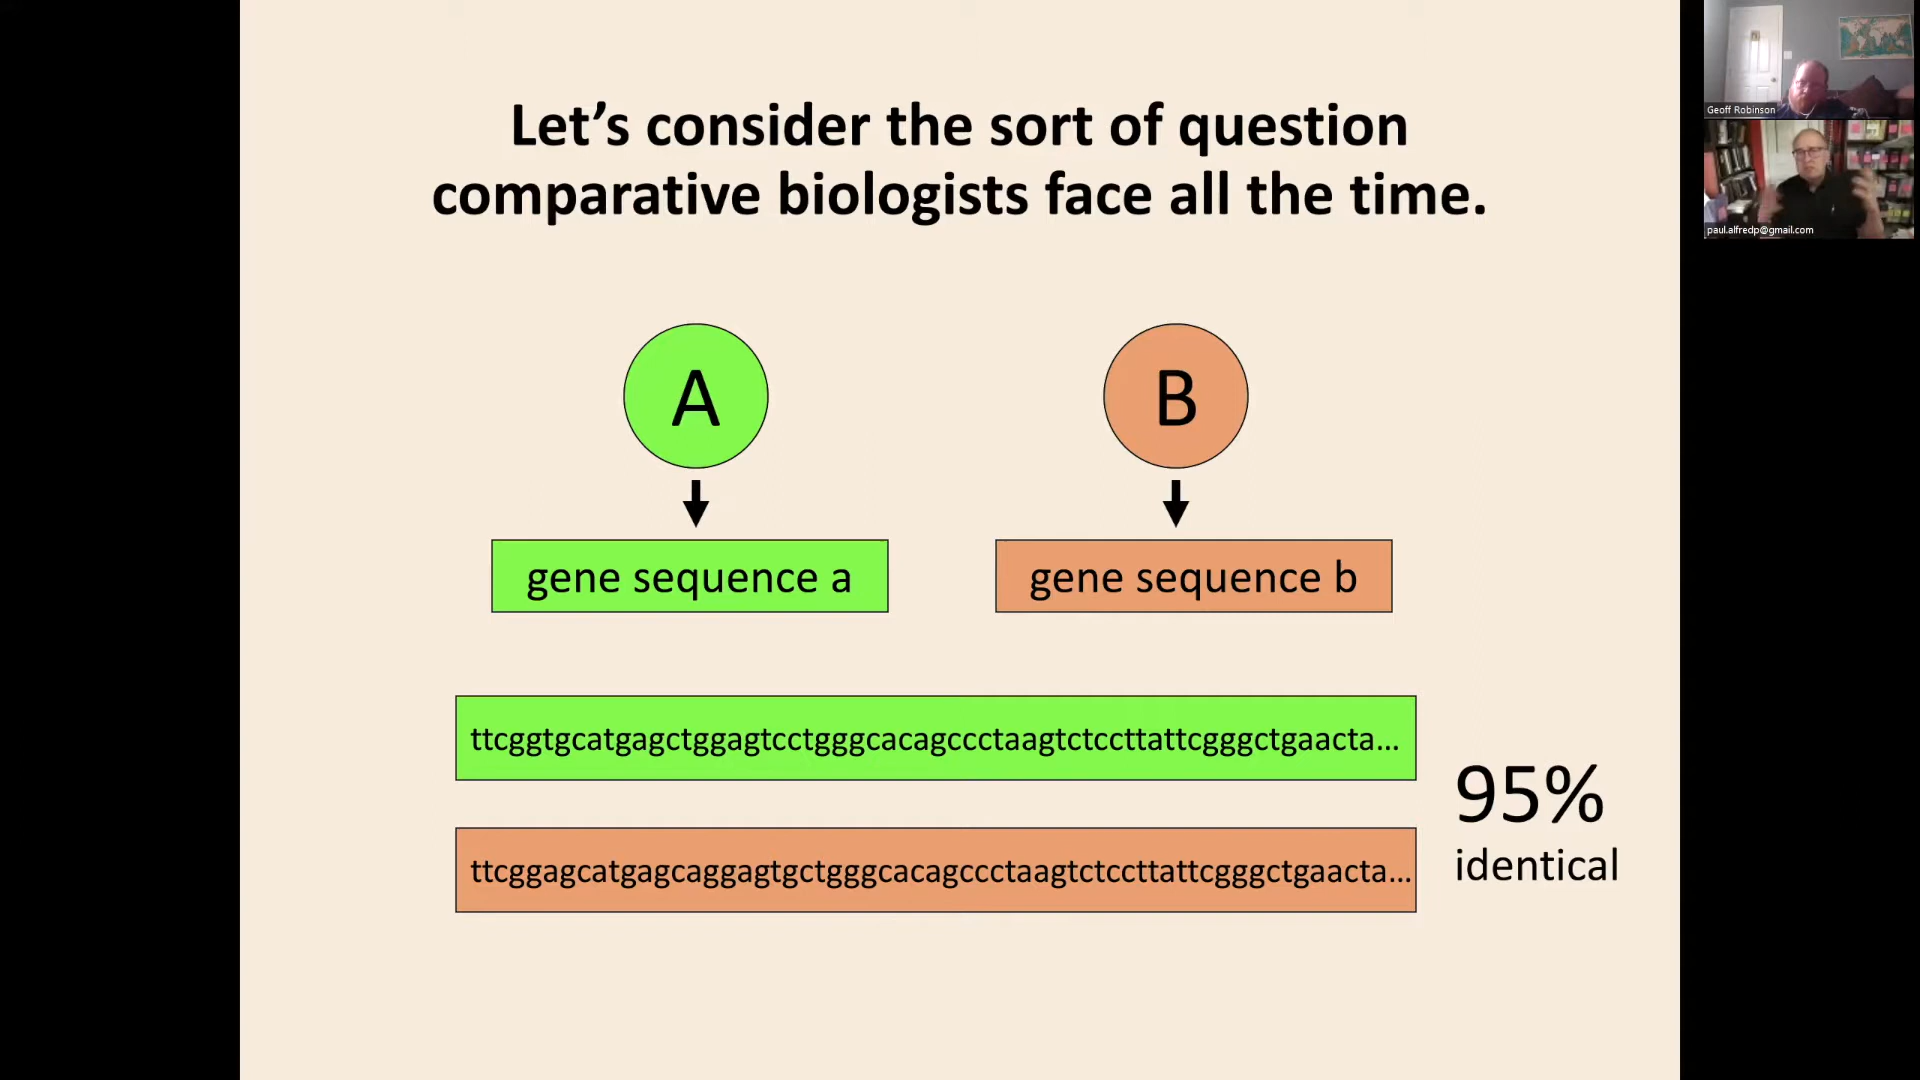 Let’s consider the sort of question
comparative biologists face all the time.
A
B
gene sequence a
gene sequence b
ttcggtgcatgagctggagtcctgggcacagccctaagtctccttattcgggctgaacta...
ttcggagcatgagcaggagtgctgggcacagccctaagtctccttattcgggctgaacta...
95%
identical
Geoff Robinson
paul.alfredp@gmail.com